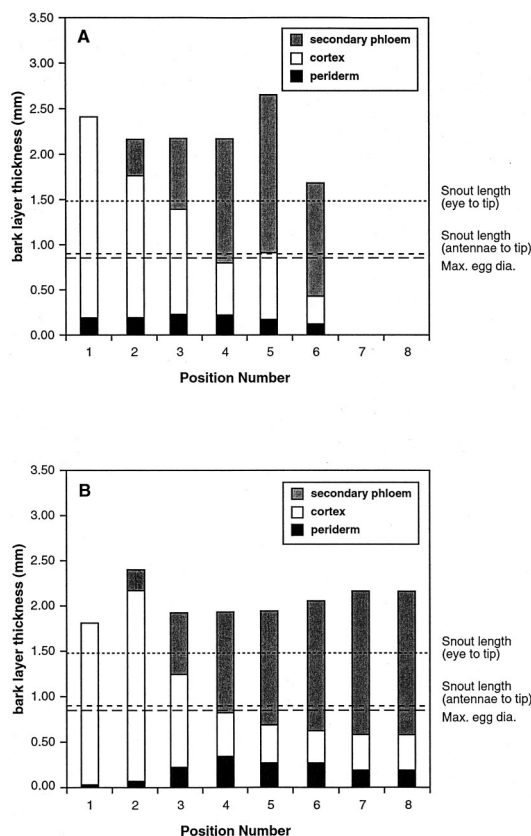 A
secondary phloem
cortex
periderm
bark layer thickness (mm)
3.50
3.00
2.50
2.00
1.50
1.00
0.50
0.00
Snout length
(eye to tip)
Snout length
(antennae to tip)
Max. egg dia.
1 2 3 4 5 6 7 8
Position Number
B
secondary phloem
cortex
periderm
bark layer thickness (mm)
3.50
3.00
2.50
2.00
1.50
1.00
0.50
0.00
Snout length
(eye to tip)
Snout length
(antennae to tip)
Max. egg dia.
1 2 3 4 5 6 7 8
Position Number